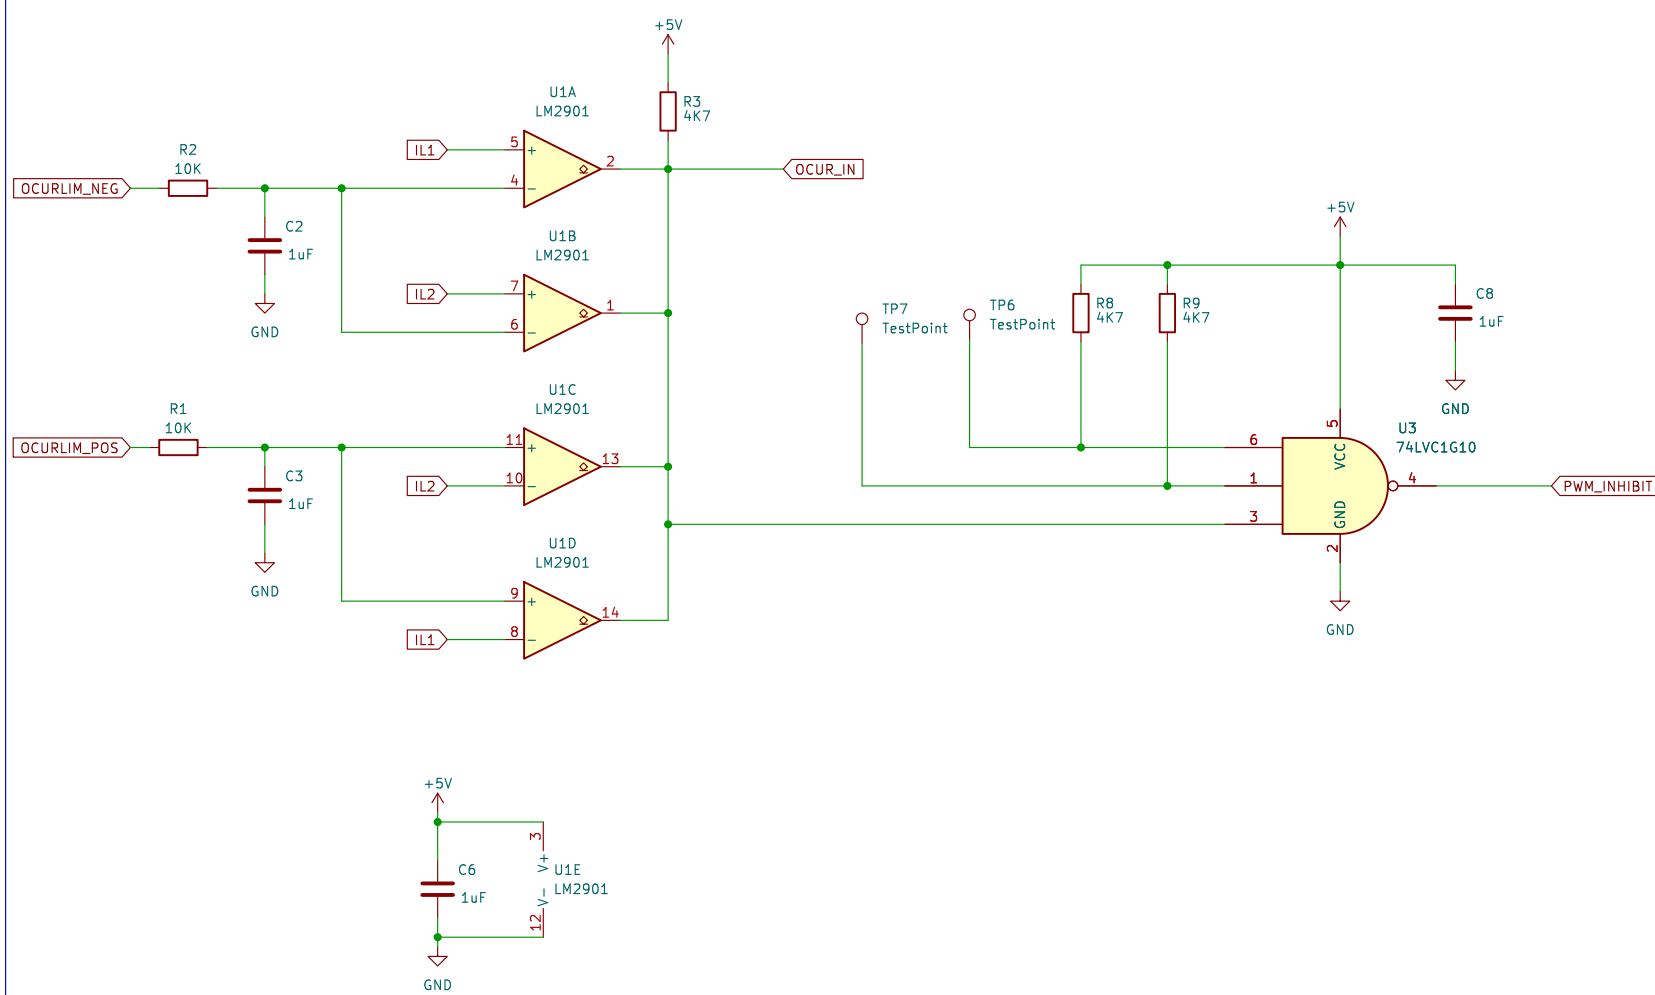 +5V
R3
4K7
U1A
LM2901
IL1
5
+
4
−
2
OCUR_IN
R2
10K
OCURLIM_NEG
C2
1uF
GND
U1B
LM2901
IL2
7
+
6
−
1
U1C
LM2901
R1
10K
OCURLIM_POS
11
+
IL2
10
−
13
C3
1uF
GND
U1D
LM2901
9
+
IL1
8
−
14
+5V
TP7
TestPoint
TP6
TestPoint
R8
4K7
R9
4K7
C8
1uF
GND
U3
74LVC1G10
5
VCC
6
1
3
GND
2
4
PWM_INHIBIT
GND
+5V
C6
1uF
3
V+
U1E
LM2901
V−
12
GND